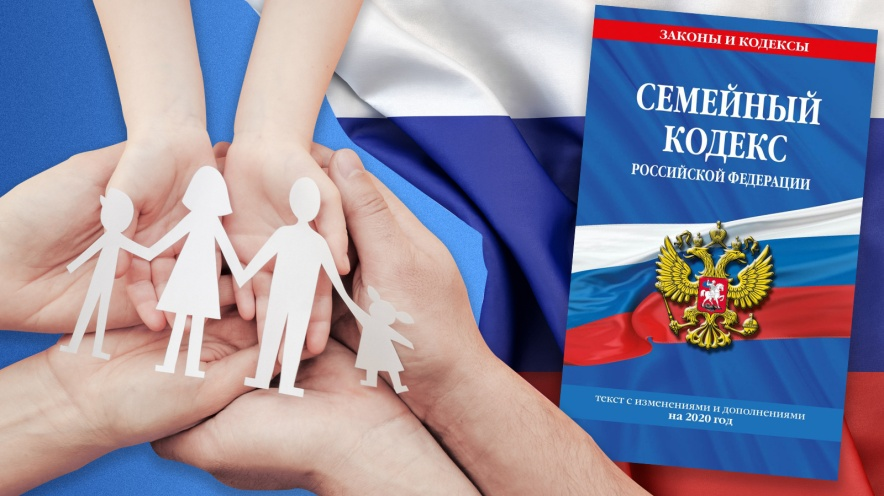 ЗАКОНЫ И КОДЕКСЫ
СЕМЕЙНЫЙ
КОДЕКС
РОССИЙСКОЙ ФЕДЕРАЦИИ
ТЕКСТ С ИЗМЕНЕНИЯМИ И ДОПОЛНЕНИЯМИ
на 2020 год